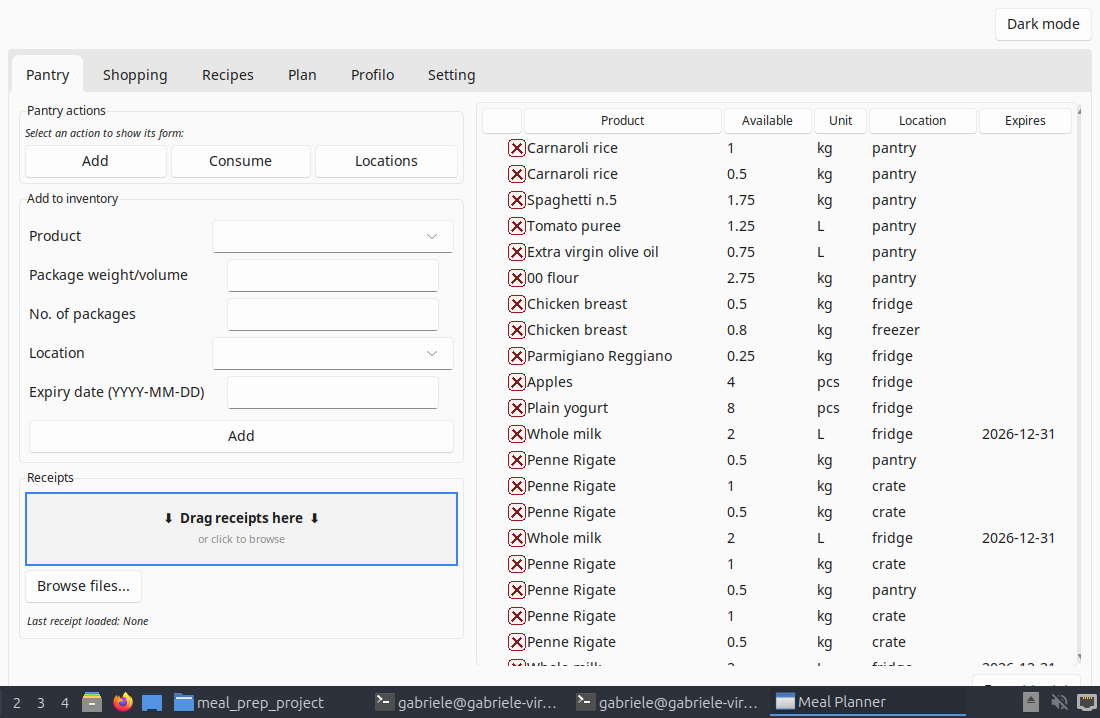 Dark mode
Pantry Shopping Recipes Plan Profilo Setting
Pantry actions
Select an action to show its form:
Add Consume Locations
Add to inventory
Product
Package weight/volume
No. of packages
Location
Expiry date (YYYY-MM-DD)
Add
Receipts
⬇ Drag receipts here ⬇
or click to browse
Browse files...
Last receipt loaded: None
Product Available Unit Location Expires
Carnaroli rice 1 kg pantry
Carnaroli rice 0.5 kg pantry
Spaghetti n.5 1.75 kg pantry
Tomato puree 1.25 L pantry
Extra virgin olive oil 0.75 L pantry
00 flour 2.75 kg pantry
Chicken breast 0.5 kg fridge
Chicken breast 0.8 kg freezer
Parmigiano Reggiano 0.25 kg fridge
Apples 4 pcs fridge
Plain yogurt 8 pcs fridge
Whole milk 2 L fridge 2026-12-31
Penne Rigate 0.5 kg pantry
Penne Rigate 1 kg crate
Penne Rigate 0.5 kg crate
Whole milk 2 L fridge 2026-12-31
Penne Rigate 1 kg crate
Penne Rigate 0.5 kg pantry
Penne Rigate 1 kg crate
Penne Rigate 0.5 kg crate
Whole milk 2 L fridge 2026-12-31
2 3 4 meal_prep_project gabriele@gabriele-vir... gabriele@gabriele-vir... Meal Planner